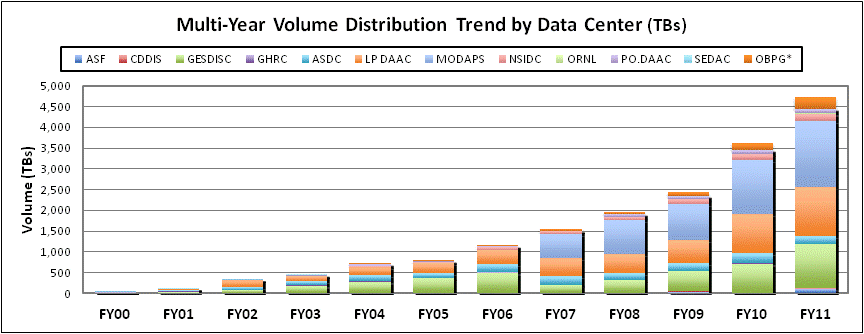 Multi-Year Volume Distribution Trend by Data Center (TBs)
ASF CDDIS GESDISC GHRC ASDC LP DAAC MODAPS NSIDC ORNL PO.DAAC SEDAC OBPG*
5,000
4,500
4,000
3,500
3,000
2,500
2,000
1,500
1,000
500
0
Volume (TBs)
FY00 FY01 FY02 FY03 FY04 FY05 FY06 FY07 FY08 FY09 FY10 FY11